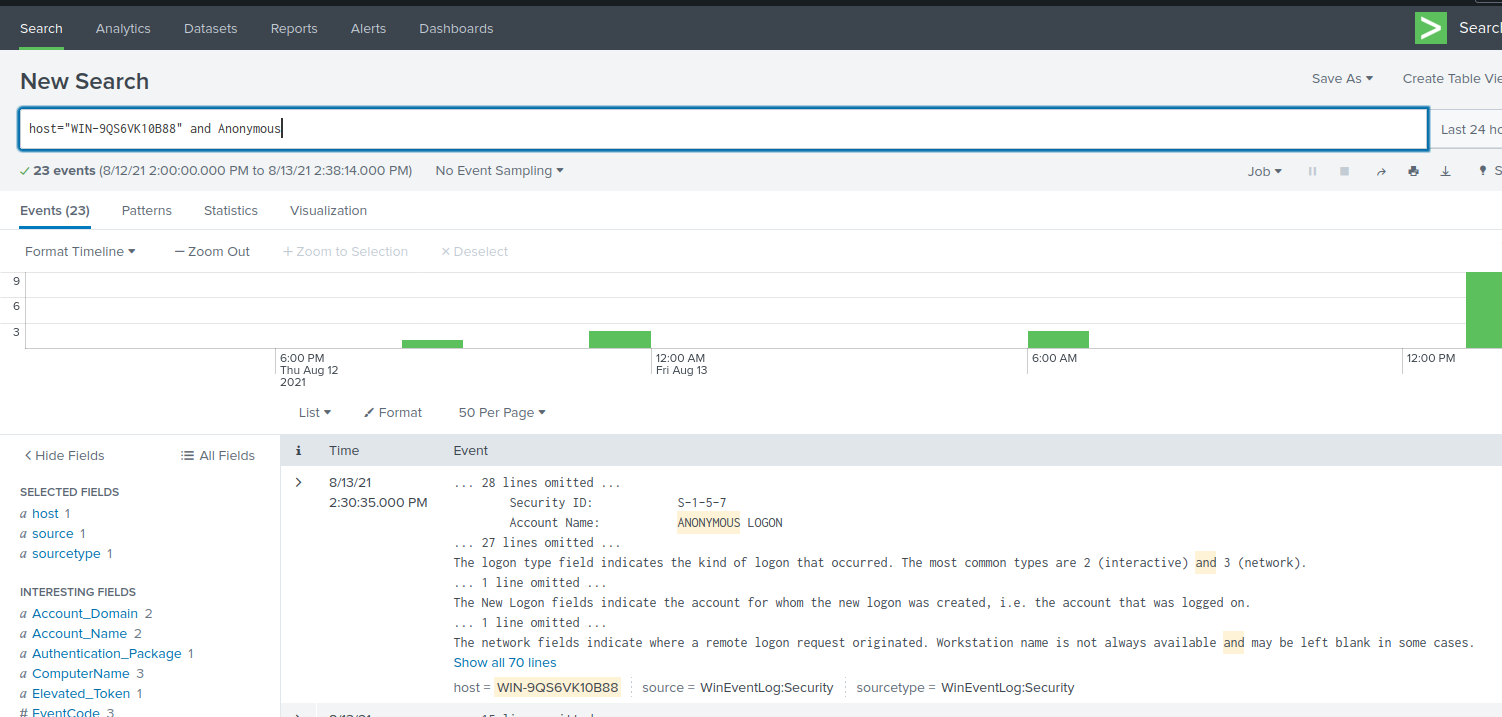 Search Analytics Datasets Reports Alerts Dashboards
New Search
Save As
host="WIN-9QS6VK10B88" and Anonymous
Last 24
23 events (8/12/21 2:00:00.000 PM to 8/13/21 2:38:14.000 PM) No Event Sampling
Job
Events (23) Patterns Statistics Visualization
Format Timeline — Zoom Out + Zoom to Selection × Deselect
9
6
3
6:00 PM
Thu Aug 12
2021
12:00 AM
Fri Aug 13
6:00 AM
12:00 PM
List Format 50 Per Page
< Hide Fields All Fields
SELECTED FIELDS
a host 1
a source 1
a sourcetype 1
INTERESTING FIELDS
a Account_Domain 2
a Account_Name 2
a Authentication_Package 1
a ComputerName 3
a Elevated_Token 1
# EventCode 3
i Time Event
> 8/13/21
2:30:35.000 PM
... 28 lines omitted ...
Security ID: S-1-5-7
Account Name: ANONYMOUS LOGON
... 27 lines omitted ...
The logon type field indicates the kind of logon that occurred. The most common types are 2 (interactive) and 3 (network).
... 1 line omitted ...
The New Logon fields indicate the account for whom the new logon was created, i.e. the account that was logged on.
... 1 line omitted ...
The network fields indicate where a remote logon request originated. Workstation name is not always available and may be left blank in some cases.
Show all 70 lines
host = WIN-9QS6VK10B88 source = WinEventLog:Security sourcetype = WinEventLog:Security